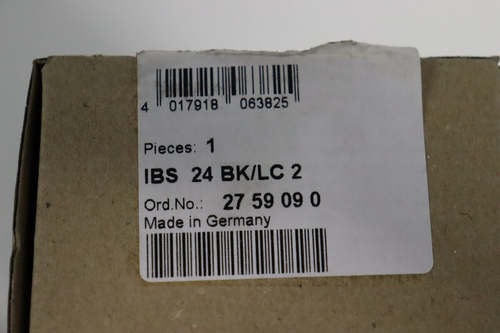 4 017918 063825
Pieces: 1
IBS 24 BK/LC 2
Ord.No.: 27 59 09 0
Made in Germany